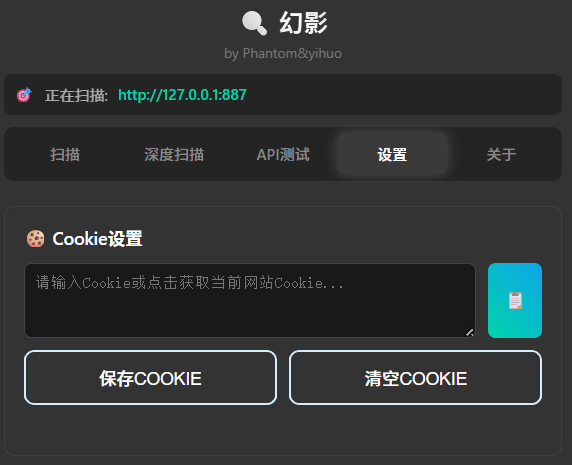 幻影
by Phantom&yihuo
正在扫描: http://127.0.0.1:887
扫描 深度扫描 API测试 设置 关于
Cookie设置
请输入Cookie或点击获取当前网站Cookie...
保存COOKIE 清空COOKIE